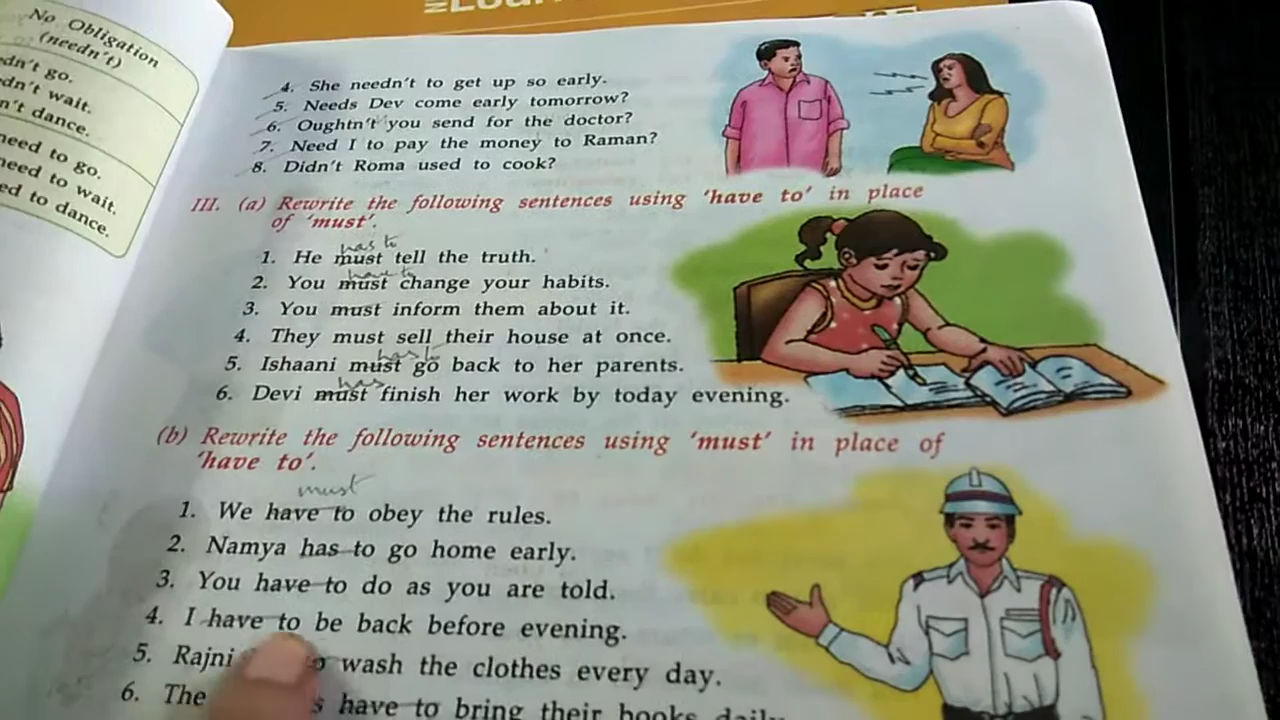 No Obligation
(needn't)
dn't go.
dn't wait.
n't dance.
need to go.
need to wait.
ed to dance.
4. She needn't to get up so early.
5. Needs Dev come early tomorrow?
6. Oughtn't you send for the doctor?
7. Need I to pay the money to Raman?
8. Didn't Roma used to cook?
III. (a) Rewrite the following sentences using 'have to' in place
of 'must'.
has to
1. He must tell the truth.
have to
2. You must change your habits.
3. You must inform them about it.
4. They must sell their house at once.
has to
5. Ishaani must go back to her parents.
has
6. Devi must finish her work by today evening.
(b) Rewrite the following sentences using 'must' in place of
'have to'.
must
1. We have to obey the rules.
2. Namya has to go home early.
3. You have to do as you are told.
4. I have to be back before evening.
5. Rajni wash the clothes every day.
6. The have to bring their books daily